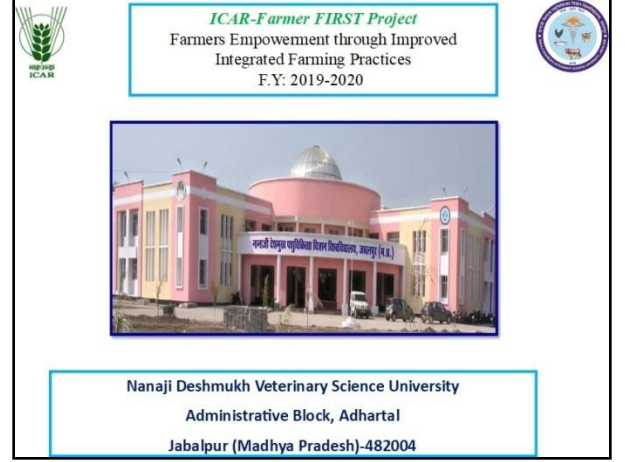 ICAR-Farmer FIRST Project
Farmers Empowerment through Improved
Integrated Farming Practices
F.Y: 2019-2020
ICAR
नानाजी देशमुख पशुचिकित्सा विज्ञान विश्वविद्यालय, जबलपुर (म.प्र.)
Nanaji Deshmukh Veterinary Science University
Administrative Block, Adhartal
Jabalpur (Madhya Pradesh)-482004